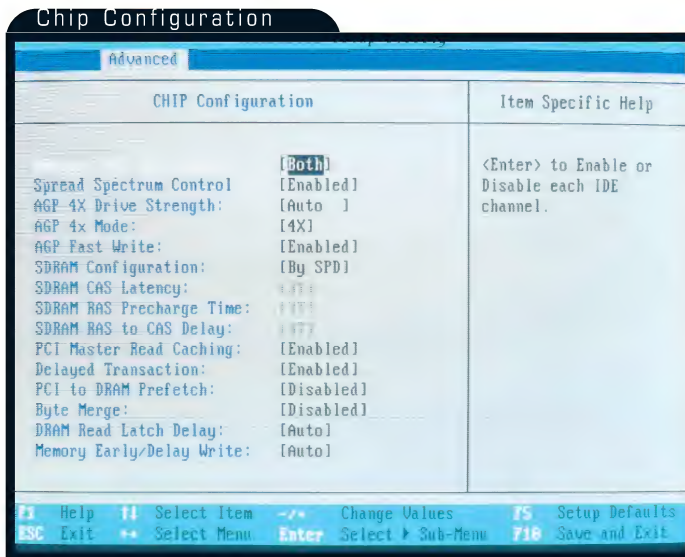 Chip Configuration
Advanced
CHIP Configuration
Item Specific Help
[Both]
<Enter> to Enable or
Disable each IDE
channel.
Spread Spectrum Control [Enabled]
AGP 4X Drive Strength: [Auto ]
AGP 4x Mode: [4X]
AGP Fast Write: [Enabled]
SDRAM Configuration: [By SPD]
SDRAM CAS Latency:
SDRAM RAS Precharge Time:
SDRAM RAS to CAS Delay:
PCI Master Read Caching: [Enabled]
Delayed Transaction: [Enabled]
PCI to DRAM Prefetch: [Disabled]
Byte Merge: [Disabled]
DRAM Read Latch Delay: [Auto]
Memory Early/Delay Write: [Auto]
F1 Help ↑↓ Select Item -/+ Change Values F5 Setup Defaults
ESC Exit ↔ Select Menu Enter Select ▸ Sub-Menu F10 Save and Exit